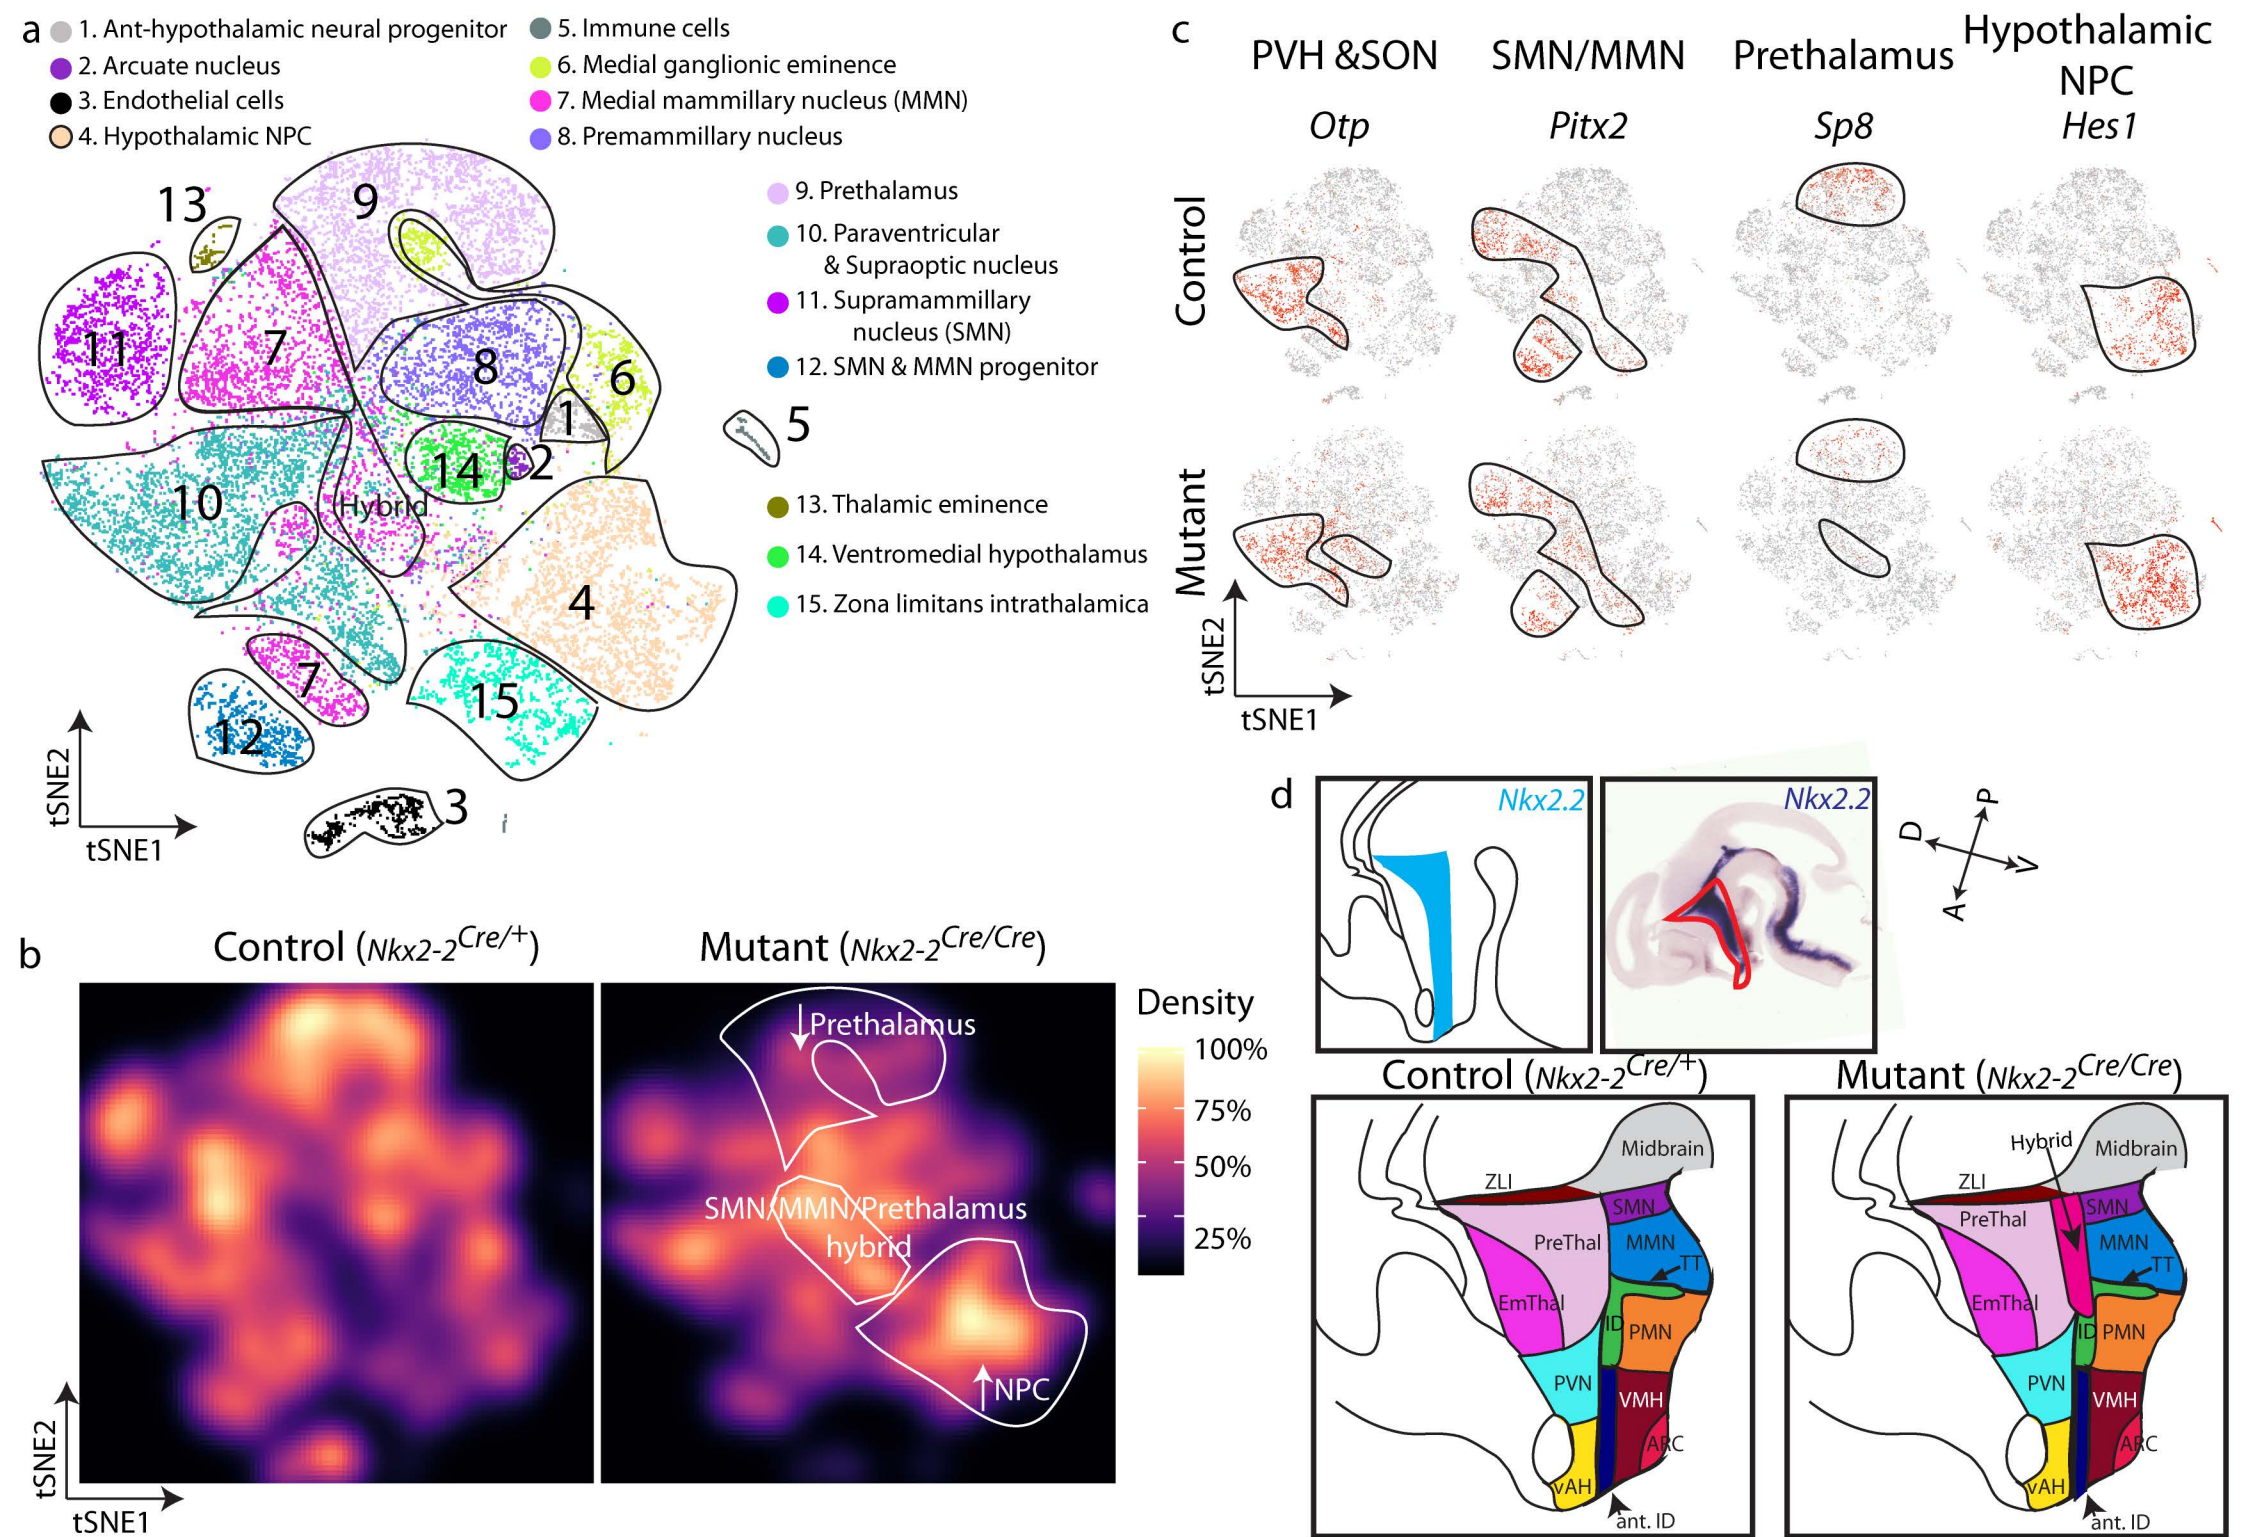 a
1. Ant-hypothalamic neural progenitor
2. Arcuate nucleus
3. Endothelial cells
4. Hypothalamic NPC
5. Immune cells
6. Medial ganglionic eminence
7. Medial mammillary nucleus (MMN)
8. Premammillary nucleus
9. Prethalamus
10. Paraventricular
& Supraoptic nucleus
11. Supramammillary
nucleus (SMN)
12. SMN & MMN progenitor
13. Thalamic eminence
14. Ventromedial hypothalamus
15. Zona limitans intrathalamica
13
9
11
7
8
6
1
5
14
2
10
Hybrid
4
7
15
12
3
tSNE2
tSNE1
b
Control (Nkx2-2Cre/+)
Mutant (Nkx2-2Cre/Cre)
Prethalamus
SMN/MMN/Prethalamus
hybrid
NPC
Density
100%
75%
50%
25%
tSNE2
tSNE1
c
PVH &SON
SMN/MMN
Prethalamus
Hypothalamic
NPC
Otp
Pitx2
Sp8
Hes1
Control
Mutant
tSNE2
tSNE1
d
Nkx2.2
Nkx2.2
P
D
V
A
Control (Nkx2-2Cre/+)
Midbrain
ZLI
SMN
PreThal
MMN
TT
EmThal
ID
PMN
PVN
VMH
ARC
vAH
ant. ID
Mutant (Nkx2-2Cre/Cre)
Hybrid
Midbrain
ZLI
SMN
PreThal
MMN
TT
EmThal
ID
PMN
PVN
VMH
ARC
vAH
ant. ID